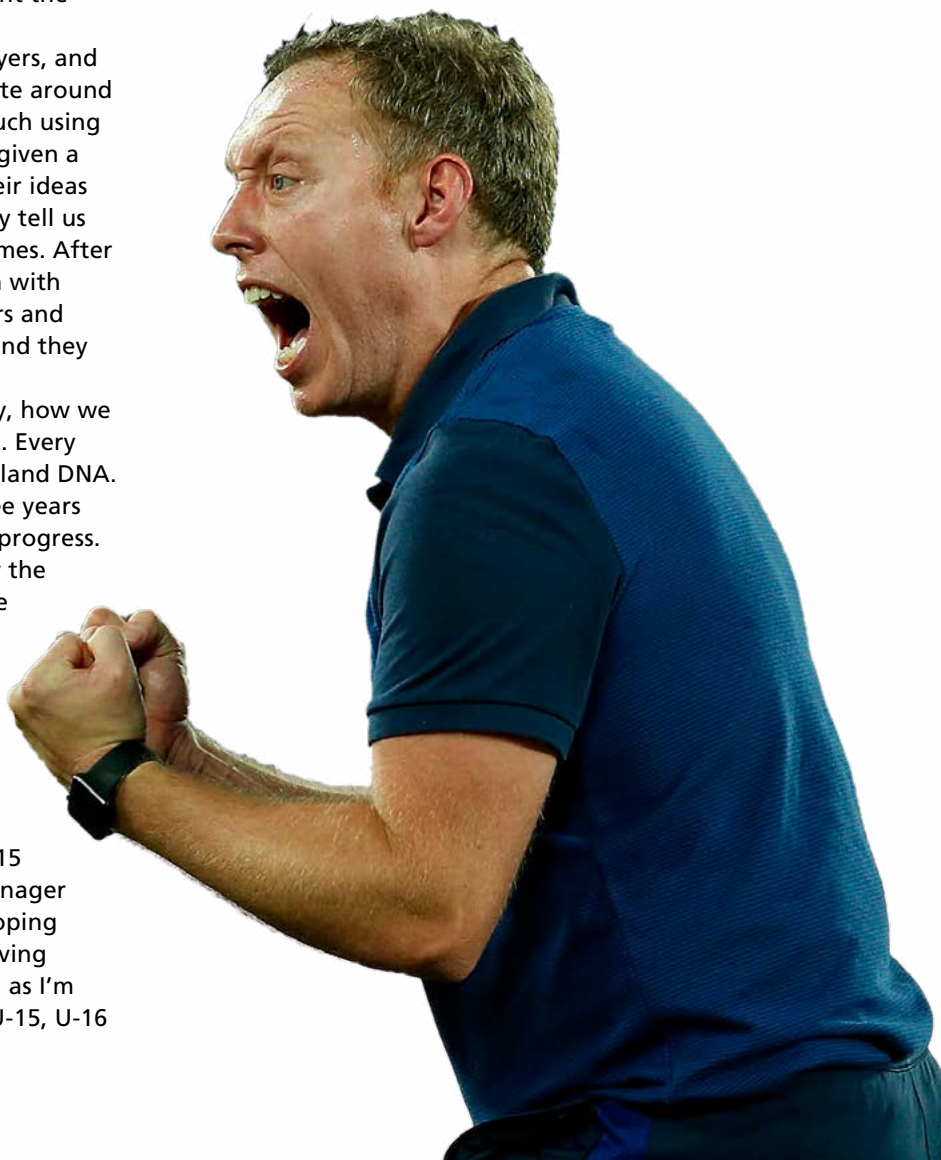 yers, and
te around
uch using
given a
eir ideas
y tell us
mes. After
with
rs and
nd they
y, how we
. Every
land DNA.
e years
progress.
the
e
15
nager
oping
ving
as I'm
J-15, U-16